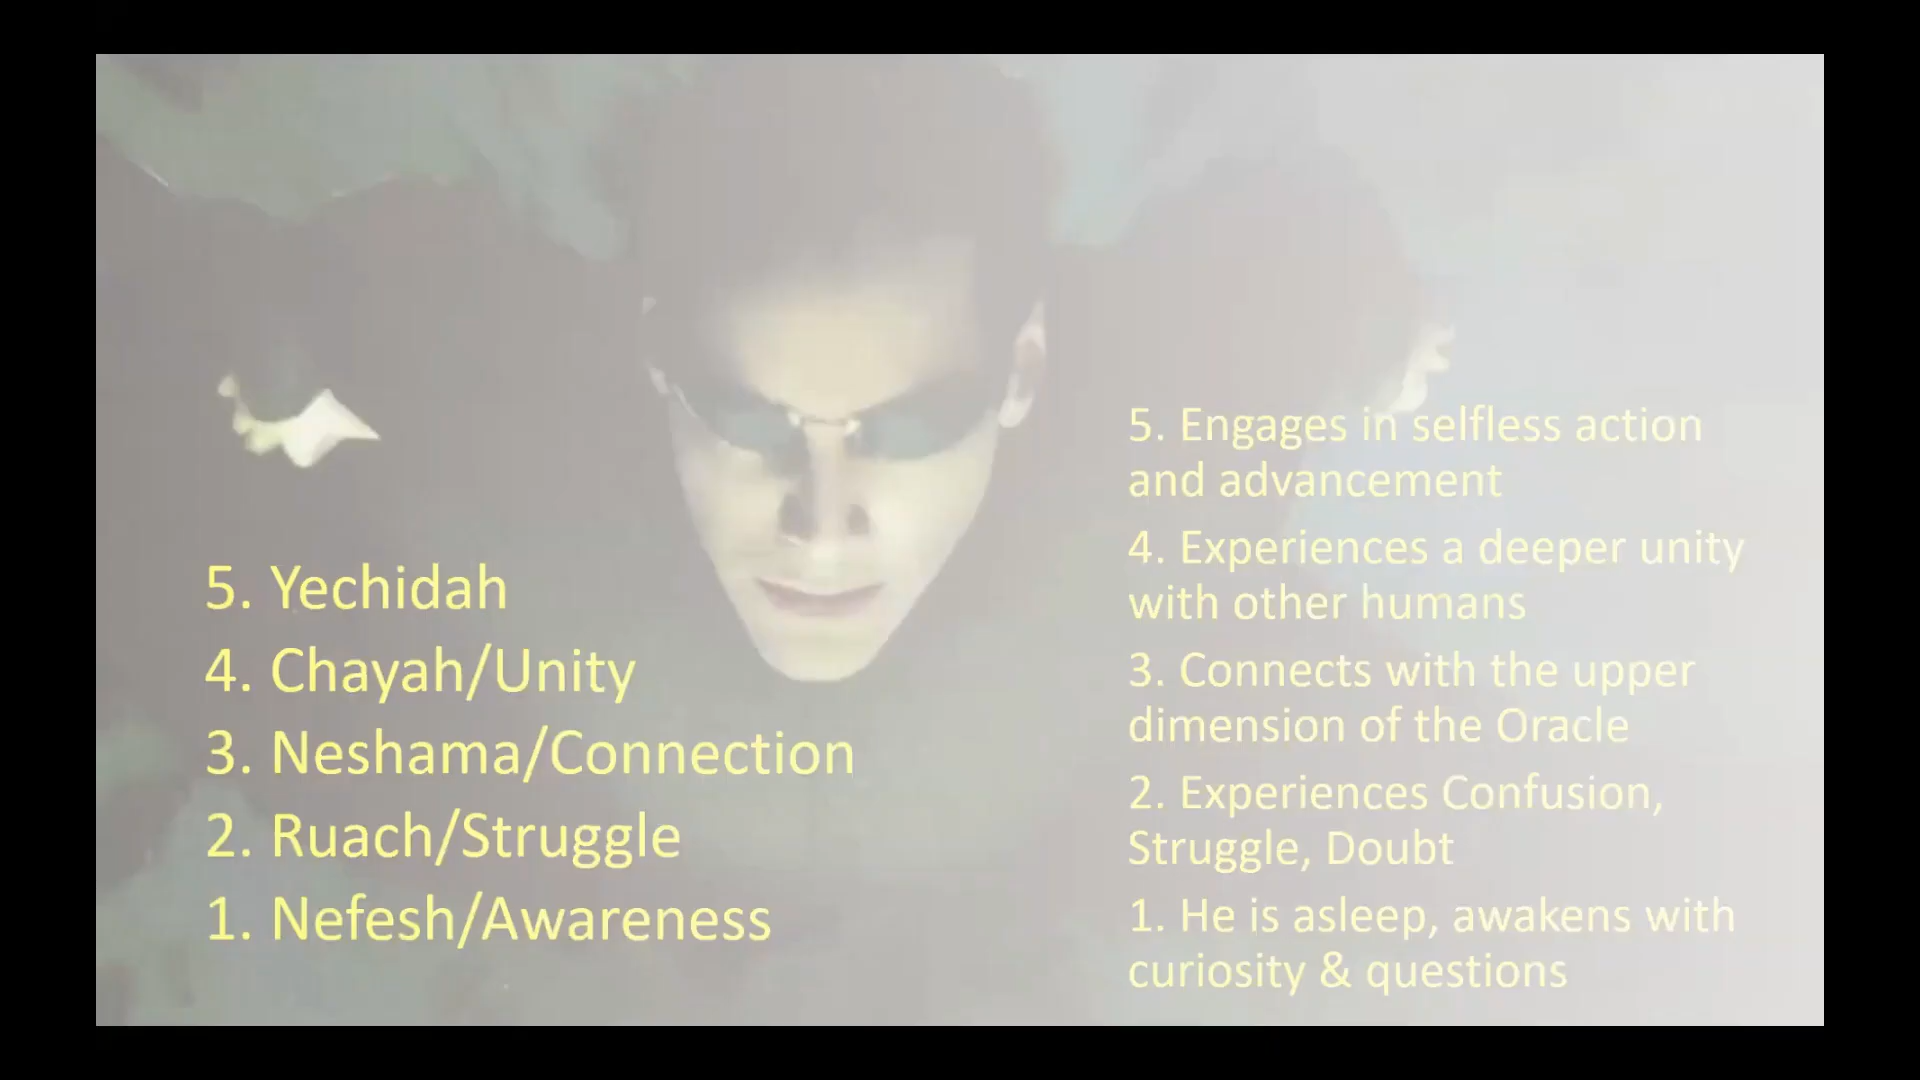 5. Yechidah
4. Chayah/Unity
3. Neshama/Connection
2. Ruach/Struggle
1. Nefesh/Awareness
5. Engages in selfless action
and advancement
4. Experiences a deeper unity
with other humans
3. Connects with the upper
dimension of the Oracle
2. Experiences Confusion,
Struggle, Doubt
1. He is asleep, awakens with
curiosity & questions